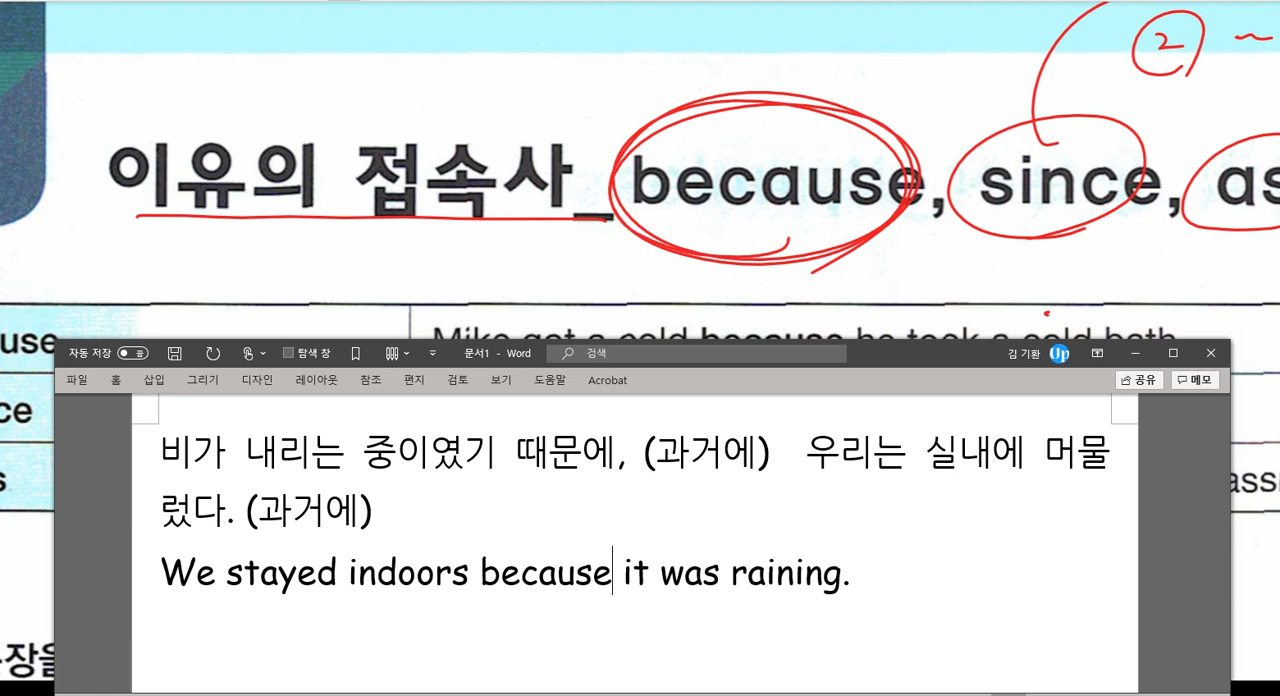 ② ~
이유의 접속사_ because, since, as
use
Mike got a cold because he took a cold bath
자동 저장 끔 탐색 창 문서1 - Word 검색 김 기환 Up
파일 홈 삽입 그리기 디자인 레이아웃 참조 편지 검토 보기 도움말 Acrobat 공유 메모
ce
비가 내리는 중이였기 때문에, (과거에) 우리는 실내에 머물
s
assr
렀다. (과거에)
We stayed indoors because it was raining.
장을